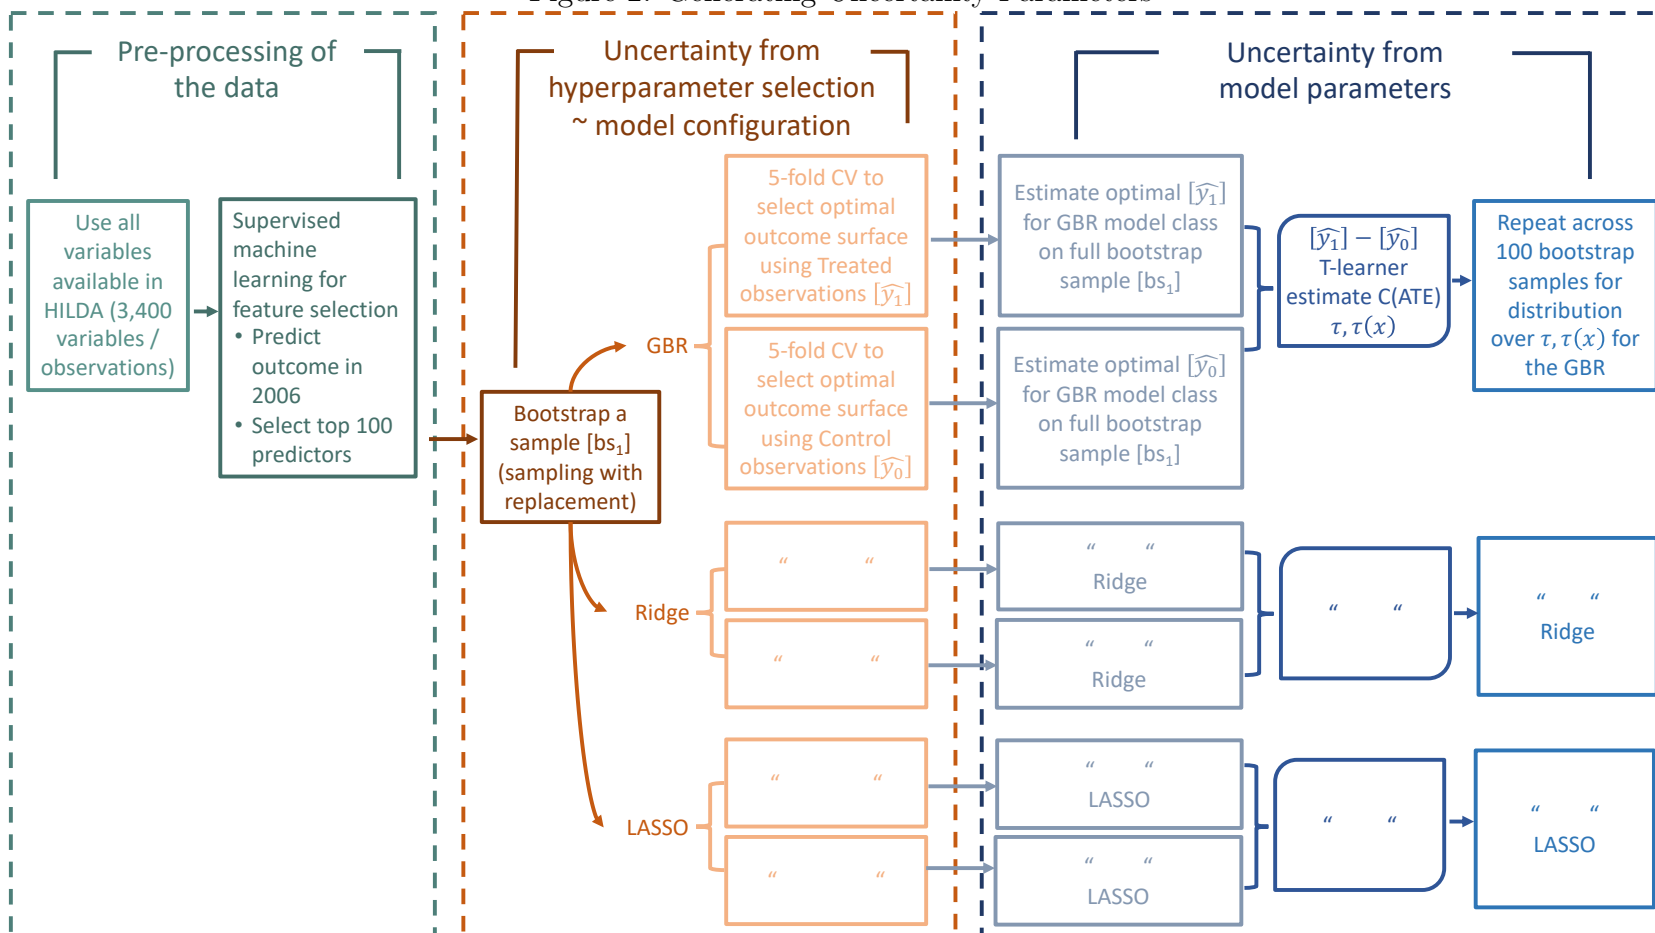 Figure 2: Generating Uncertainty Parameters
Pre-processing of
the data
Use all
variables
available in
HILDA (3,400
variables /
observations)
Supervised
machine
learning for
feature selection
• Predict
outcome in
2006
• Select top 100
predictors
Uncertainty from
hyperparameter selection
~ model configuration
Bootstrap a
sample [bs₁]
(sampling with
replacement)
GBR
5-fold CV to
select optimal
outcome surface
using Treated
observations [ŷ₁]
5-fold CV to
select optimal
outcome surface
using Control
observations [ŷ₀]
Ridge
“ “
“ “
LASSO
“ “
“ “
Uncertainty from
model parameters
Estimate optimal [ŷ₁]
for GBR model class
on full bootstrap
sample [bs₁]
Estimate optimal [ŷ₀]
for GBR model class
on full bootstrap
sample [bs₁]
[ŷ₁] − [ŷ₀]
T-learner
estimate C(ATE)
τ, τ(x)
Repeat across
100 bootstrap
samples for
distribution
over τ, τ(x) for
the GBR
“ “
Ridge
“ “
Ridge
“ “
“ “
Ridge
“ “
LASSO
“ “
LASSO
“ “
“ “
LASSO